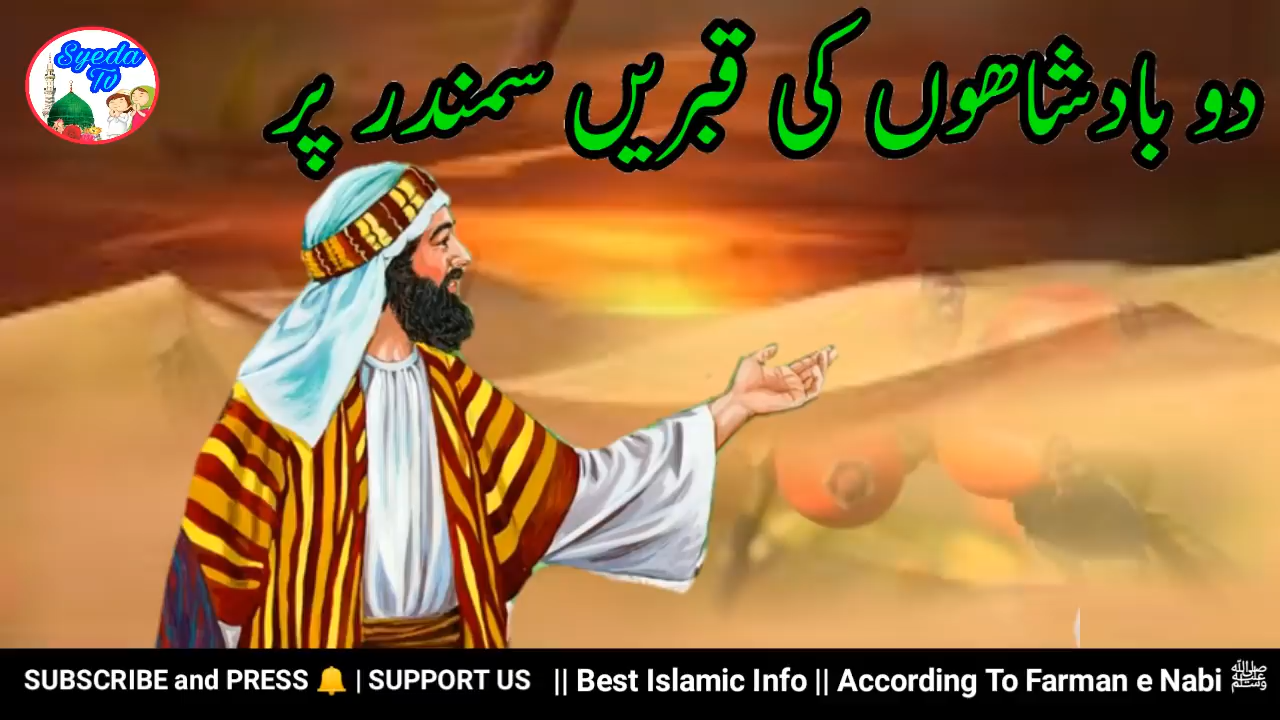 Syeda
Tv
دو بادشاھوں کی قبریں سمندر پر
SUBSCRIBE and PRESS 🔔 | SUPPORT US || Best Islamic Info || According To Farman e Nabi ﷺ